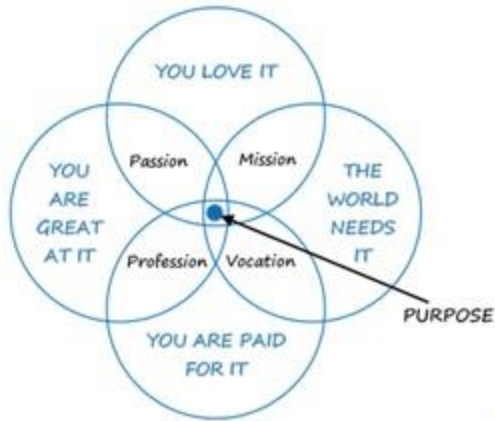 YOU LOVE IT
Passion
Mission
YOU
ARE
GREAT
AT IT
THE
WORLD
NEEDS
IT
Profession
Vocation
PURPOSE
YOU ARE PAID
FOR IT